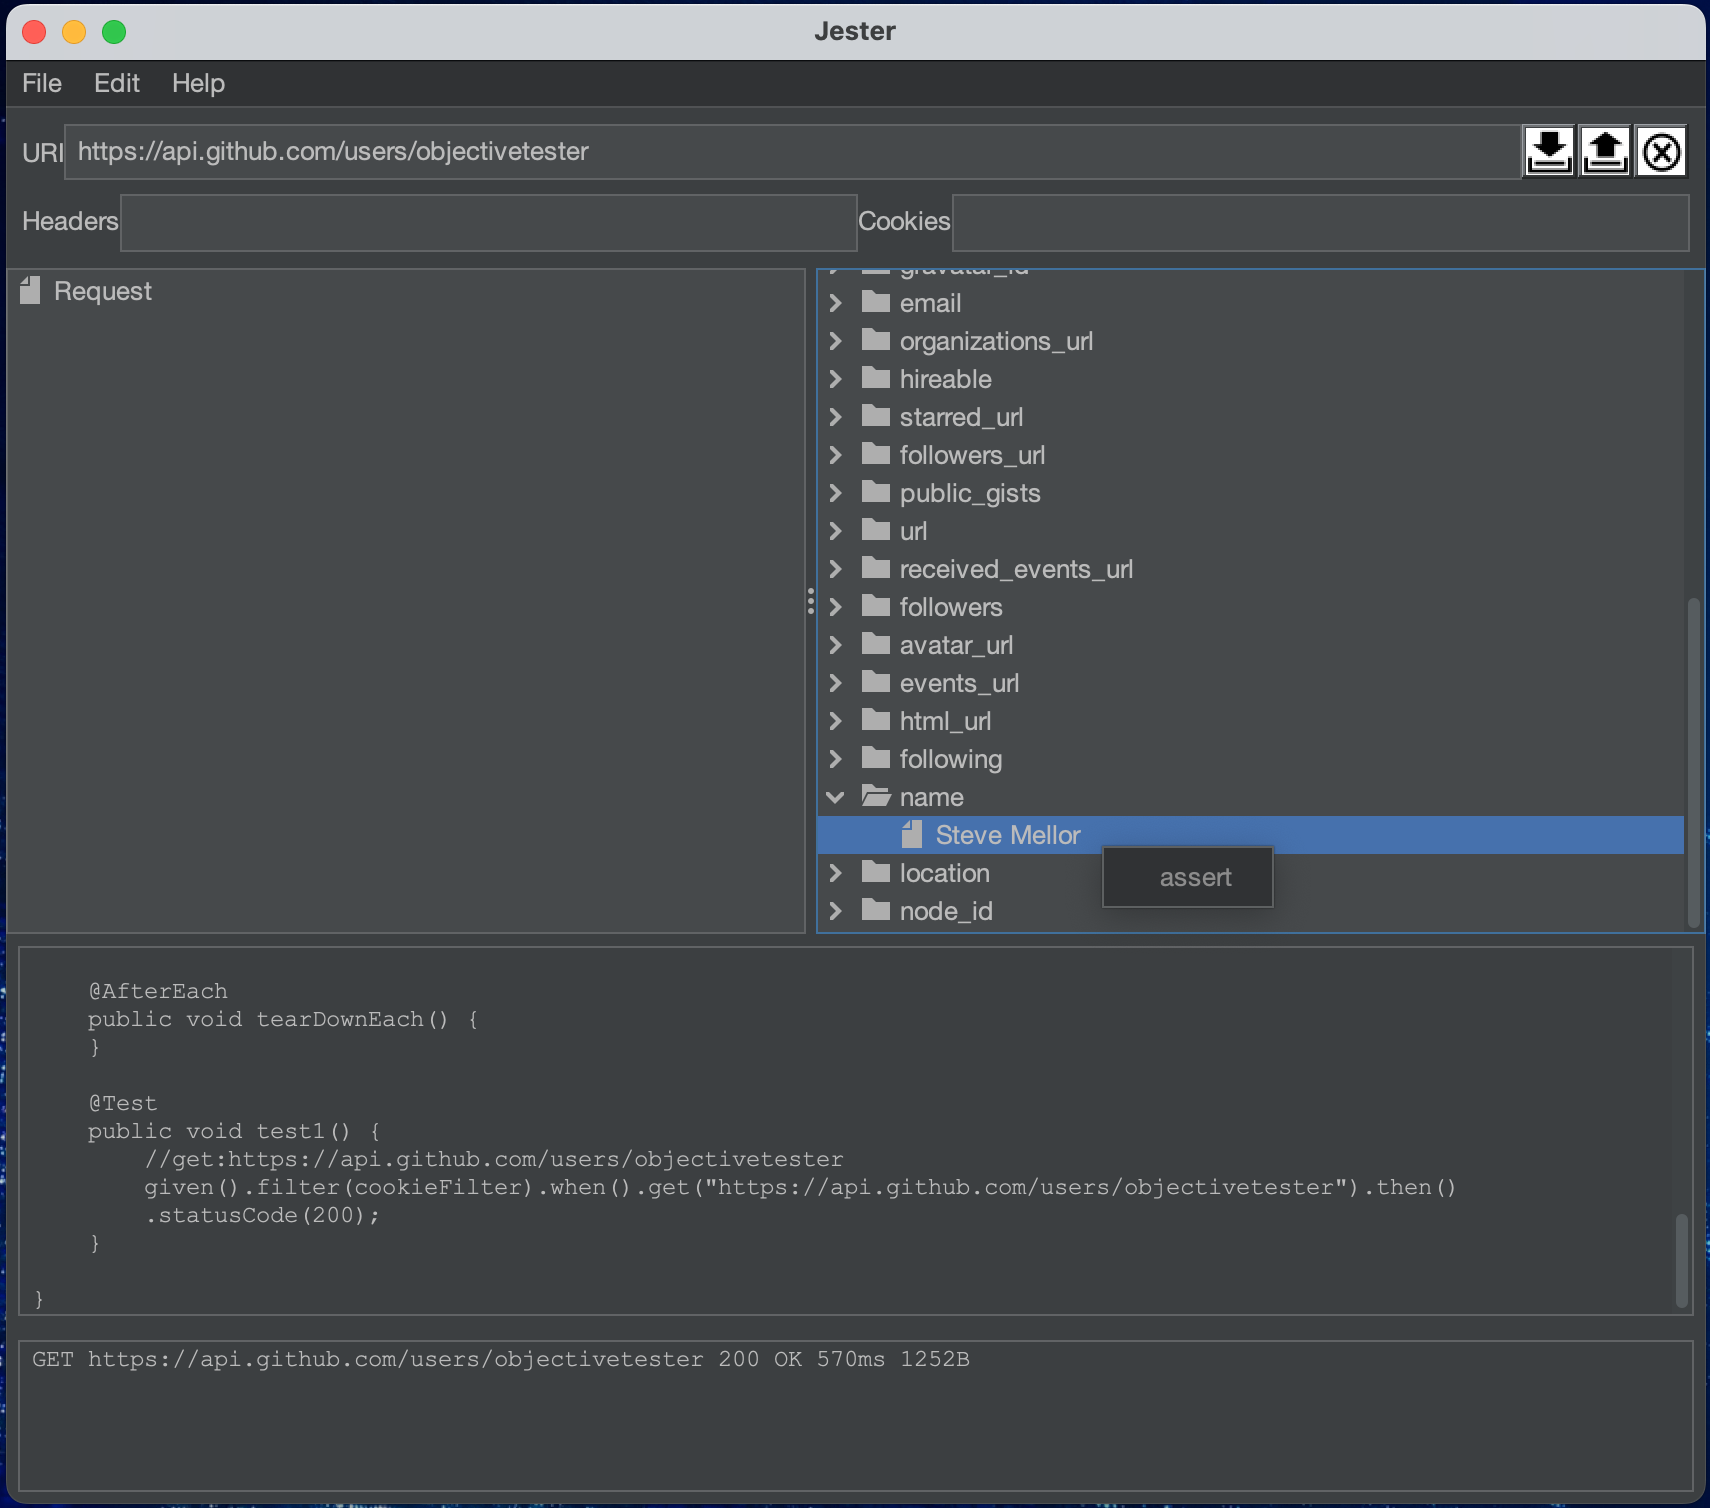 Jester
File Edit Help
URI https://api.github.com/users/objectivetester
Headers Cookies
Request
gravatar_id
email
organizations_url
hireable
starred_url
followers_url
public_gists
url
received_events_url
followers
avatar_url
events_url
html_url
following
name
Steve Mellor
location
assert
node_id
@AfterEach
public void tearDownEach() {
}
@Test
public void test1() {
//get:https://api.github.com/users/objectivetester
given().filter(cookieFilter).when().get("https://api.github.com/users/objectivetester").then()
.statusCode(200);
}
}
GET https://api.github.com/users/objectivetester 200 OK 570ms 1252B